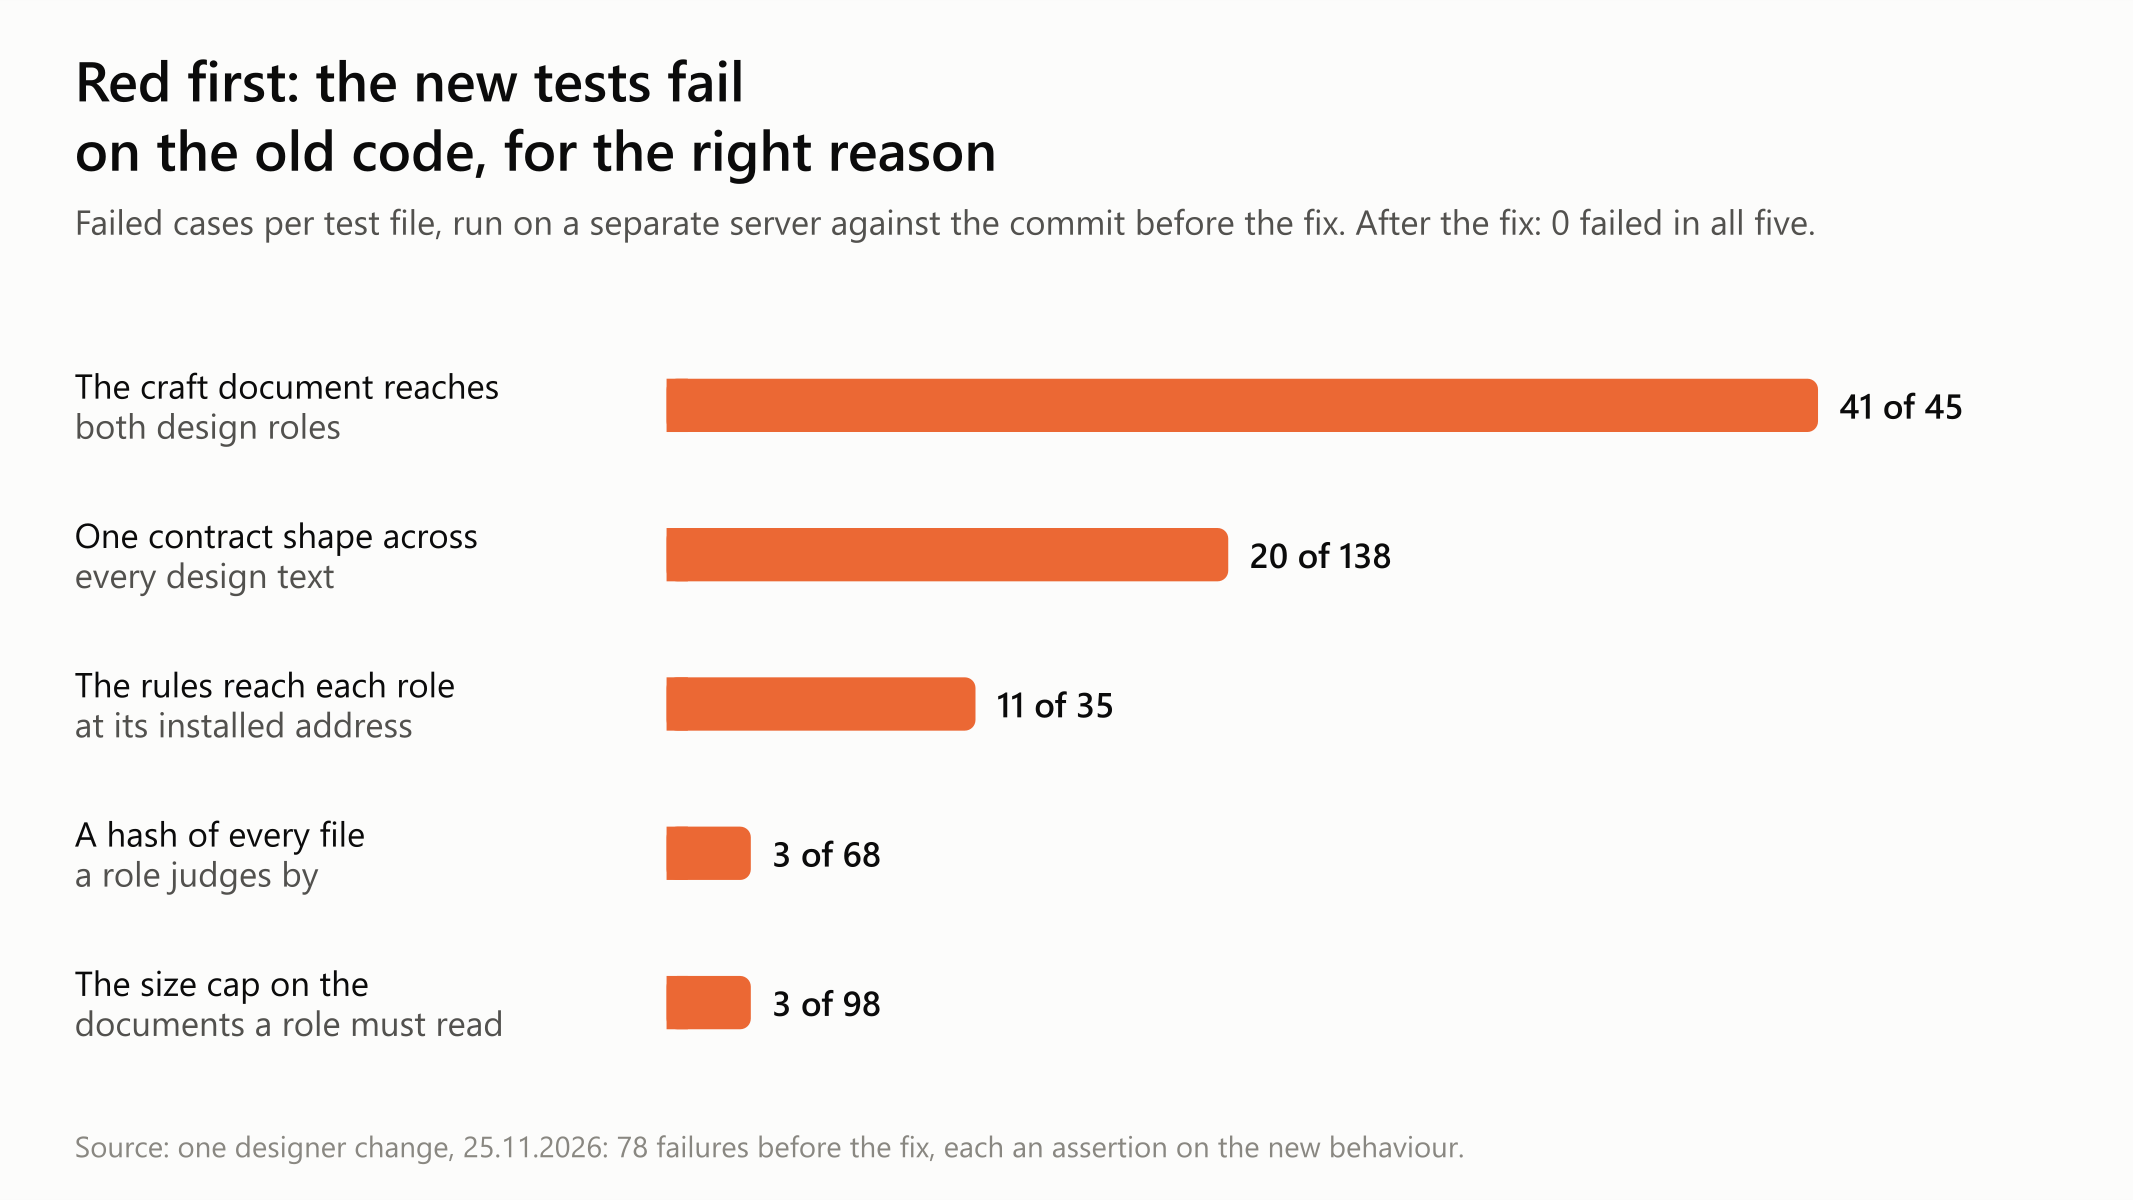 Red first: the new tests fail
on the old code, for the right reason
Failed cases per test file, run on a separate server against the commit before the fix. After the fix: 0 failed in all five.
The craft document reaches
both design roles
41 of 45
One contract shape across
every design text
20 of 138
The rules reach each role
at its installed address
11 of 35
A hash of every file
a role judges by
3 of 68
The size cap on the
documents a role must read
3 of 98
Source: one designer change, 25.11.2026: 78 failures before the fix, each an assertion on the new behaviour.